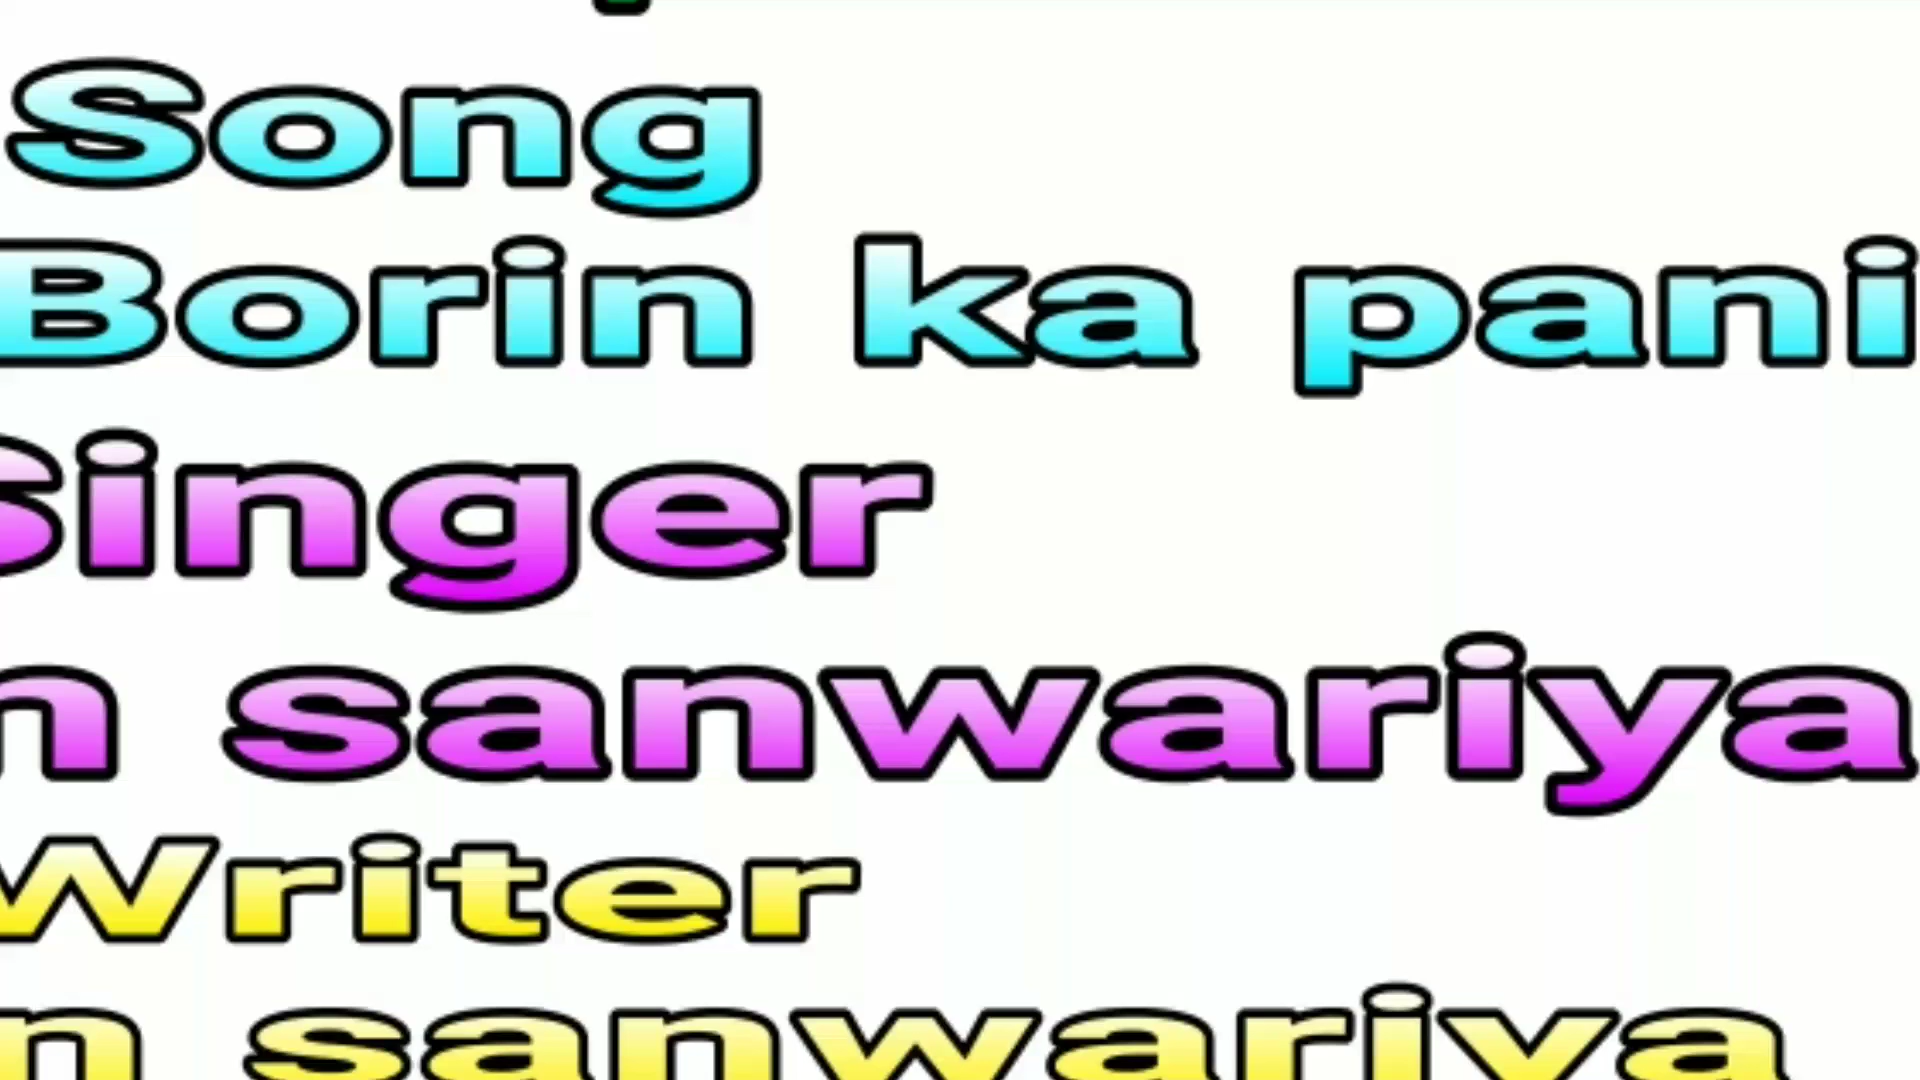 Song
Borin ka pani
Singer
n sanwariya
Writer
n sanwariya